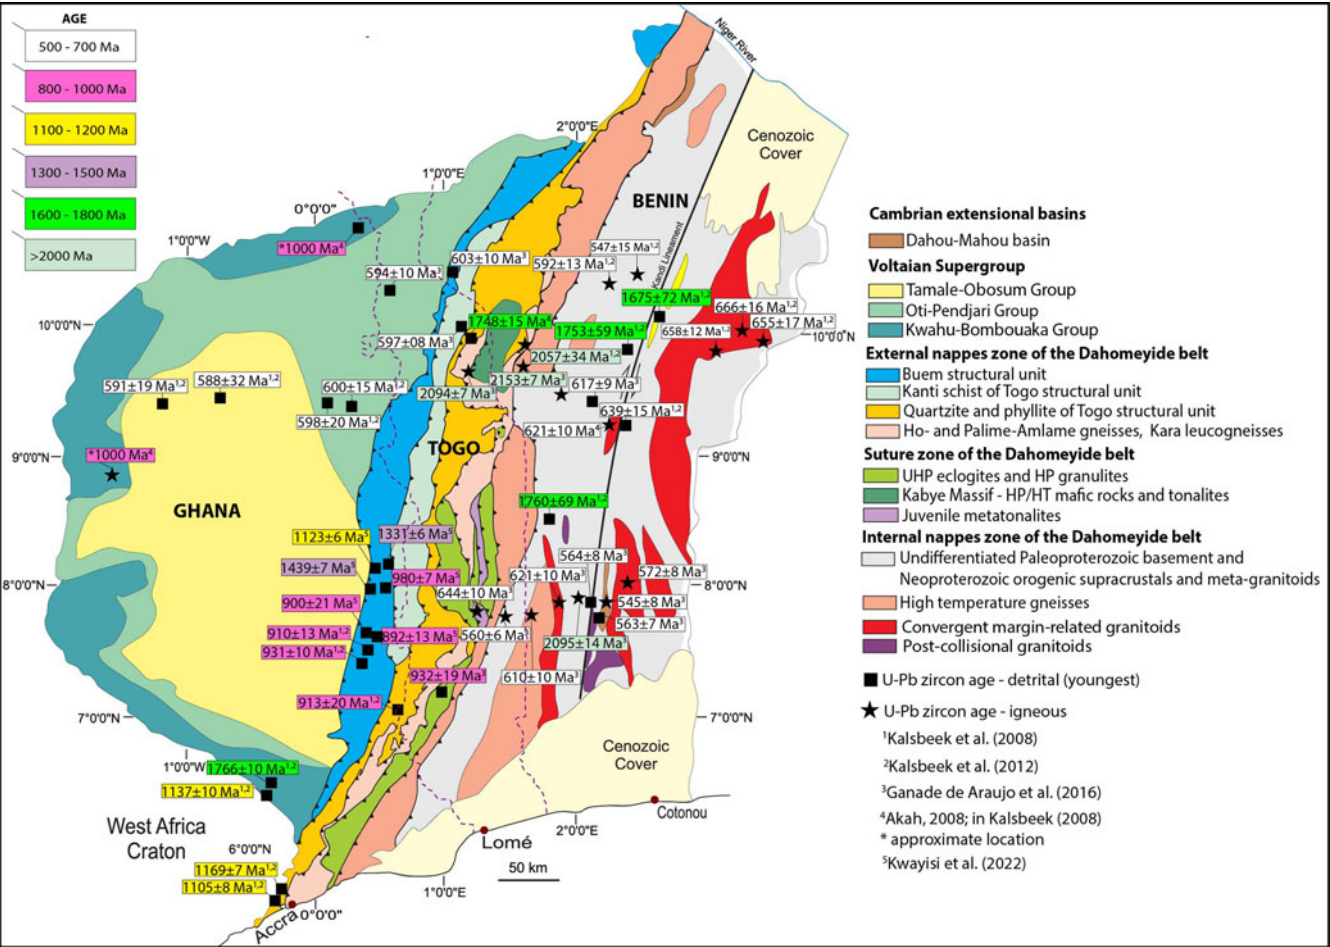 AGE
500 - 700 Ma
800 - 1000 Ma
1100 - 1200 Ma
1300 - 1500 Ma
1600 - 1800 Ma
>2000 Ma
Niger River
2°0'0"E
Cenozoic
Cover
1°0'0"E
0°0'0"
BENIN
1°0'0"W
*1000 Ma⁴
594±10 Ma³
603±10 Ma³
547±15 Ma¹,²
592±13 Ma¹,²
Kandi Lineament
1675±72 Ma¹,²
666±16 Ma¹,²
655±17 Ma¹,²
10°0'0"N
1748±15 Ma⁴
1753±59 Ma¹,²
658±12 Ma¹,²
10°0'0"N
597±08 Ma³
2057±34 Ma¹,²
2153±7 Ma³
617±9 Ma³
2094±7 Ma³
591±19 Ma¹,²
588±32 Ma¹,²
600±15 Ma¹,²
598±20 Ma¹,²
639±15 Ma¹,²
621±10 Ma⁴
TOGO
*1000 Ma⁴
9°0'0"N
9°0'0"N
GHANA
1760±69 Ma¹,²
1123±6 Ma⁵
1331±6 Ma⁵
1439±7 Ma⁵
980±7 Ma⁵
564±8 Ma³
621±10 Ma³
572±8 Ma³
8°0'0"N
8°0'0"N
644±10 Ma³
900±21 Ma⁵
545±8 Ma³
563±7 Ma³
910±13 Ma¹,²
892±13 Ma⁵
560±6 Ma³
2095±14 Ma³
931±10 Ma¹,²
932±19 Ma³
610±10 Ma³
913±20 Ma¹,²
7°0'0"N
7°0'0"N
Cenozoic
Cover
1°0'0"W
1766±10 Ma¹,²
1137±10 Ma¹,²
West Africa
Craton
Cotonou
2°0'0"E
Lomé
6°0'0"N
50 km
1169±7 Ma¹,²
1105±8 Ma¹,²
1°0'0"E
Accra
0°0'0"
Cambrian extensional basins
Dahou-Mahou basin
Voltaian Supergroup
Tamale-Obosum Group
Oti-Pendjari Group
Kwahu-Bombouaka Group
External nappes zone of the Dahomeyide belt
Buem structural unit
Kanti schist of Togo structural unit
Quartzite and phyllite of Togo structural unit
Ho- and Palime-Amlame gneisses, Kara leucogneisses
Suture zone of the Dahomeyide belt
UHP eclogites and HP granulites
Kabye Massif - HP/HT mafic rocks and tonalites
Juvenile metatonalites
Internal nappes zone of the Dahomeyide belt
Undifferentiated Paleoproterozoic basement and
Neoproterozoic orogenic supracrustals and meta-granitoids
High temperature gneisses
Convergent margin-related granitoids
Post-collisional granitoids
U-Pb zircon age - detrital (youngest)
U-Pb zircon age - igneous
¹Kalsbeek et al. (2008)
²Kalsbeek et al. (2012)
³Ganade de Araujo et al. (2016)
⁴Akah, 2008; in Kalsbeek (2008)
* approximate location
⁵Kwayisi et al. (2022)